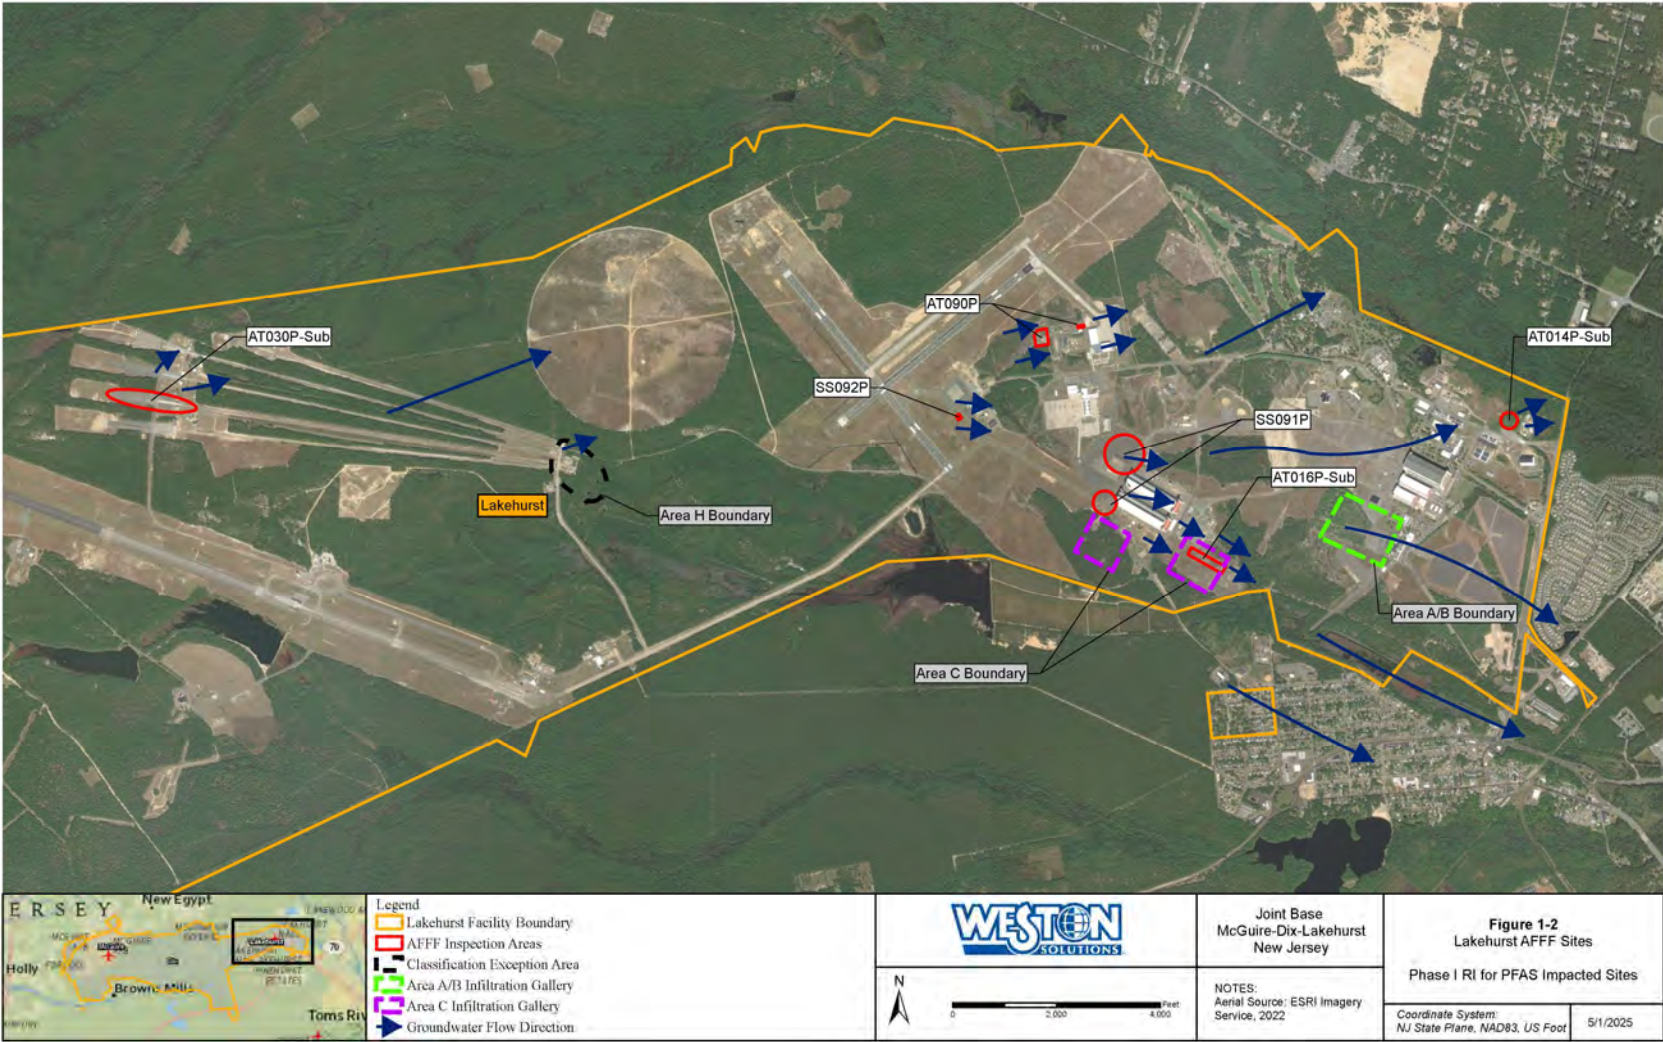 AT090P
AT030P-Sub
AT014P-Sub
SS092P
SS091P
AT016P-Sub
Lakehurst
Area H Boundary
Area A/B Boundary
Area C Boundary
E R S E Y
New Egypt
Holly
Browns Mills
Toms Riv
70
Lakehurst
Legend
Lakehurst Facility Boundary
AFFF Inspection Areas
Classification Exception Area
Area A/B Infiltration Gallery
Area C Infiltration Gallery
Groundwater Flow Direction
WESTON
SOLUTIONS
N
Feet
0 2,000 4,000
Joint Base
McGuire-Dix-Lakehurst
New Jersey
NOTES:
Aerial Source: ESRI Imagery
Service, 2022
Figure 1-2
Lakehurst AFFF Sites
Phase I RI for PFAS Impacted Sites
Coordinate System:
NJ State Plane, NAD83, US Foot
5/1/2025